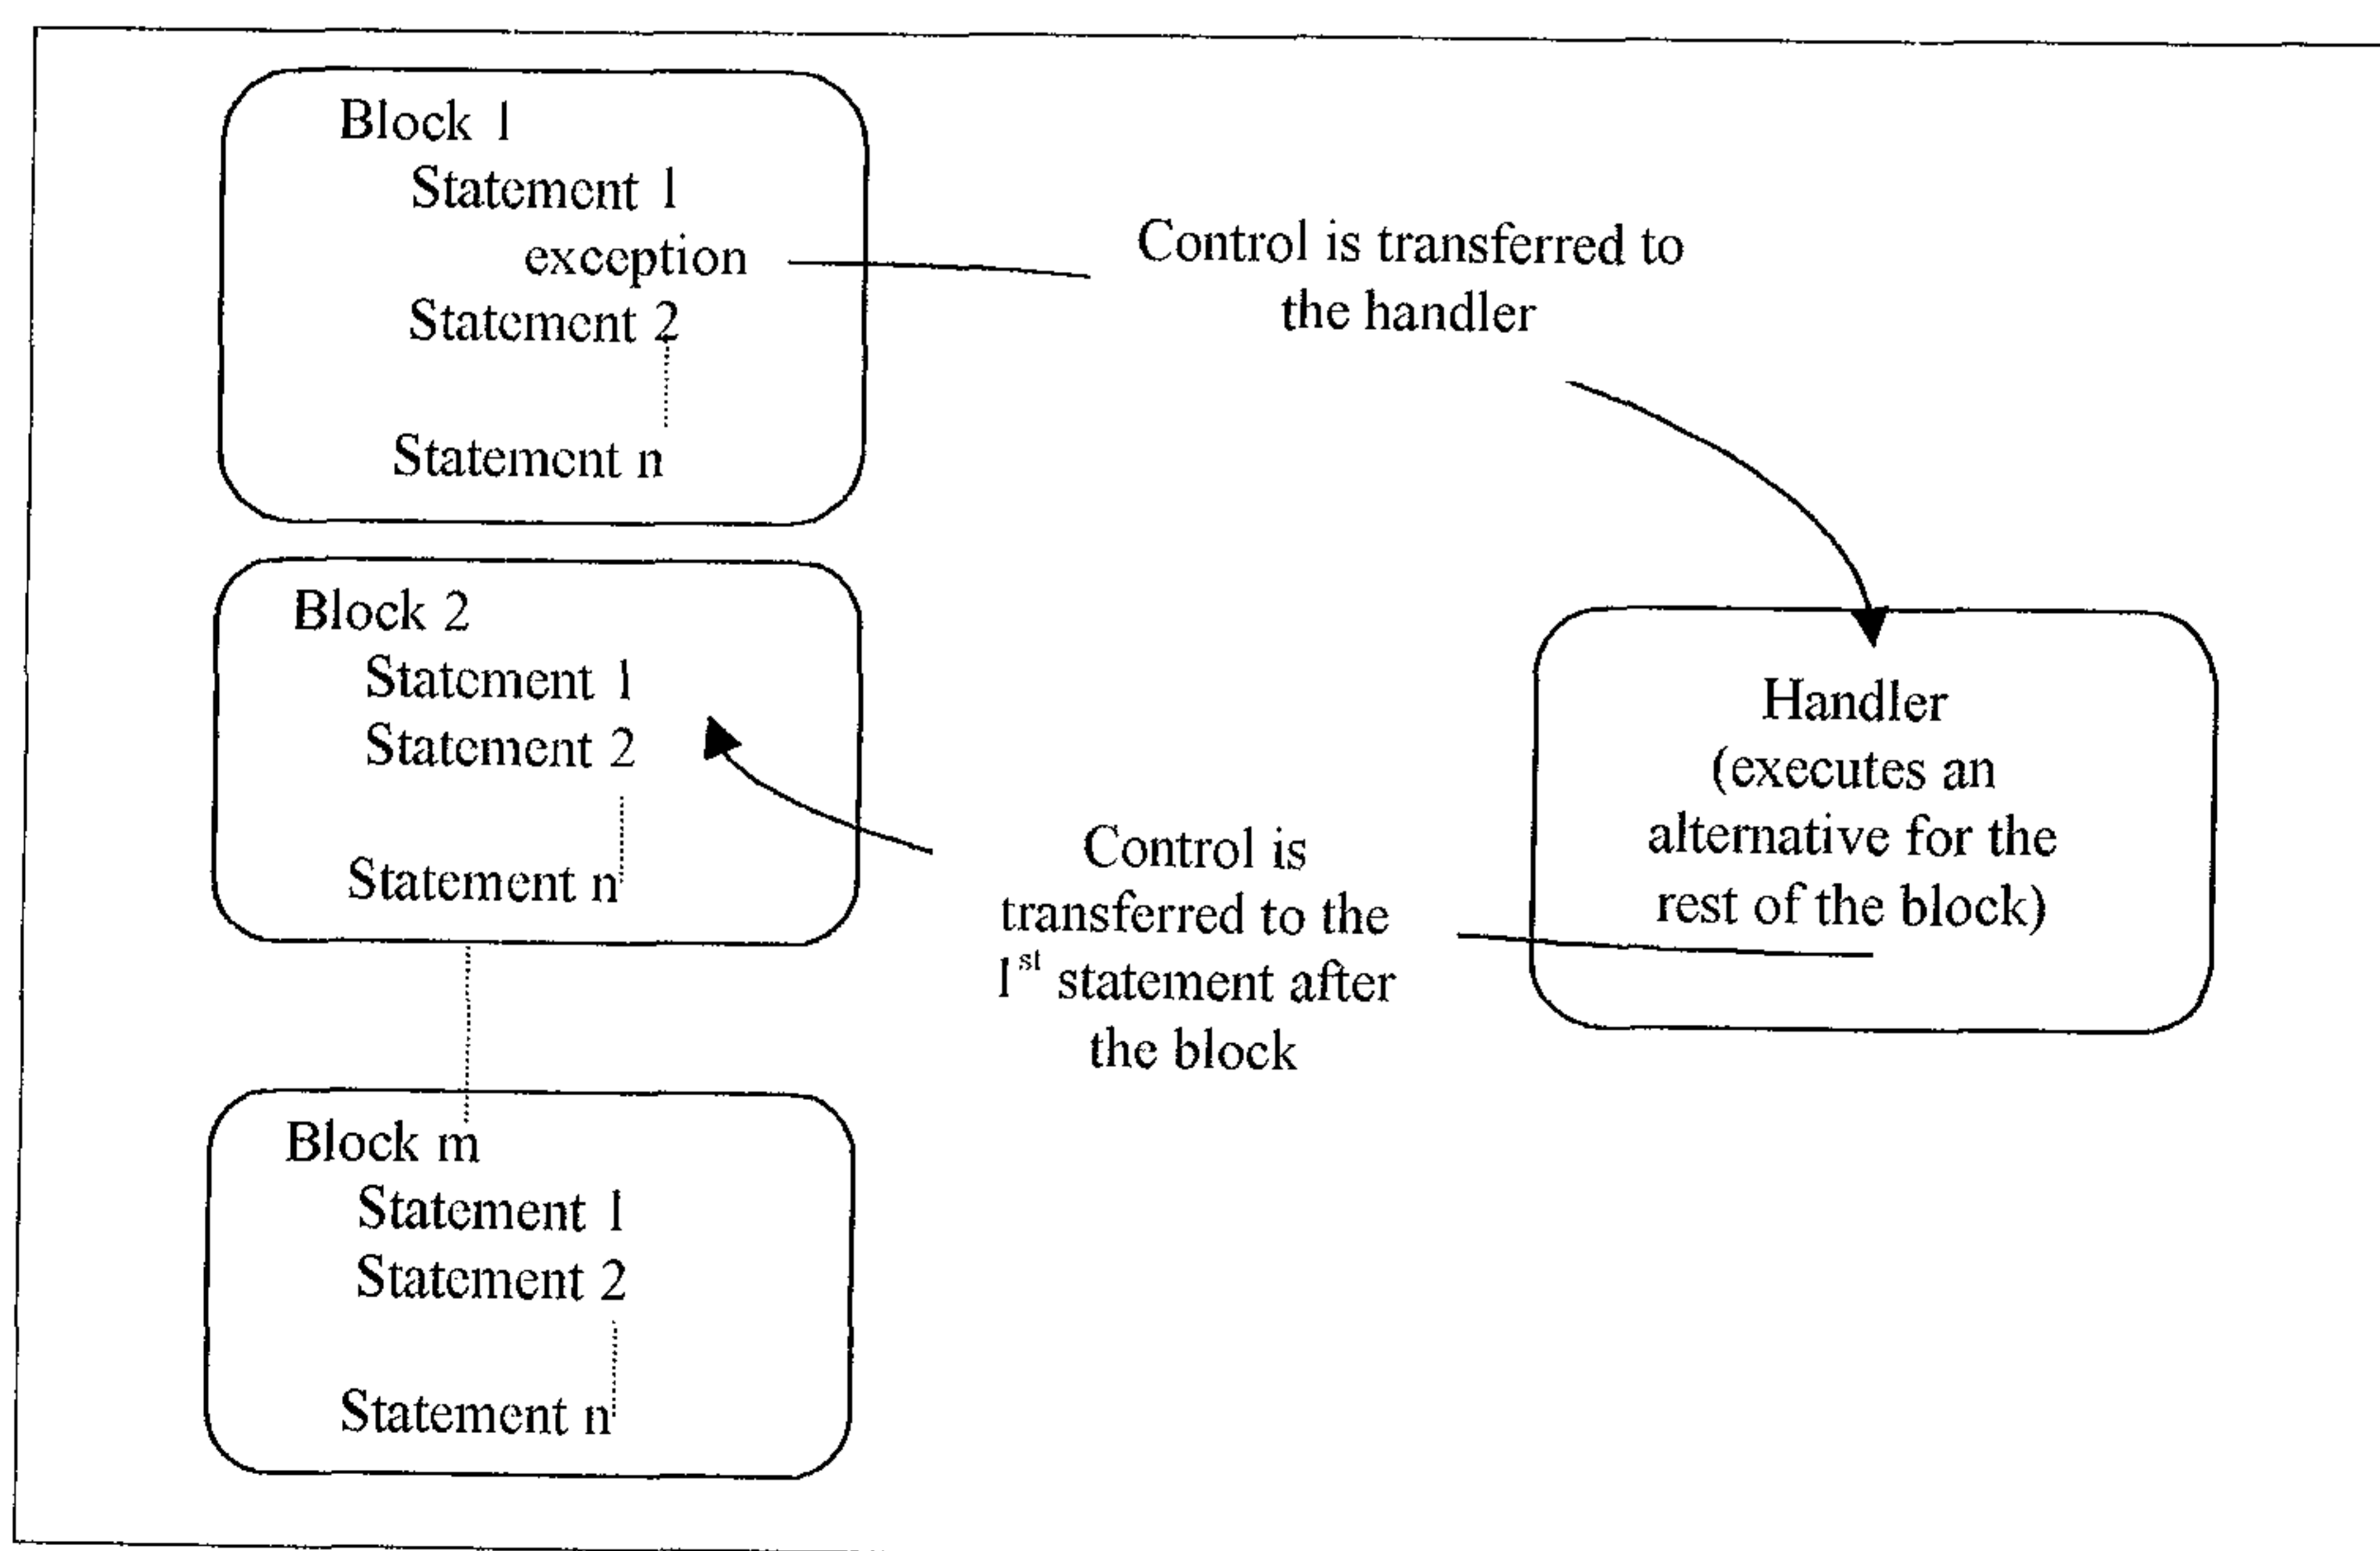 Block 1
Statement 1
exception
Statement 2
Statement n
Control is transferred to
the handler
Block 2
Statement 1
Statement 2
Statement n
Control is
transferred to the
1st statement after
the block
Handler
(executes an
alternative for the
rest of the block)
Block m
Statement 1
Statement 2
Statement n